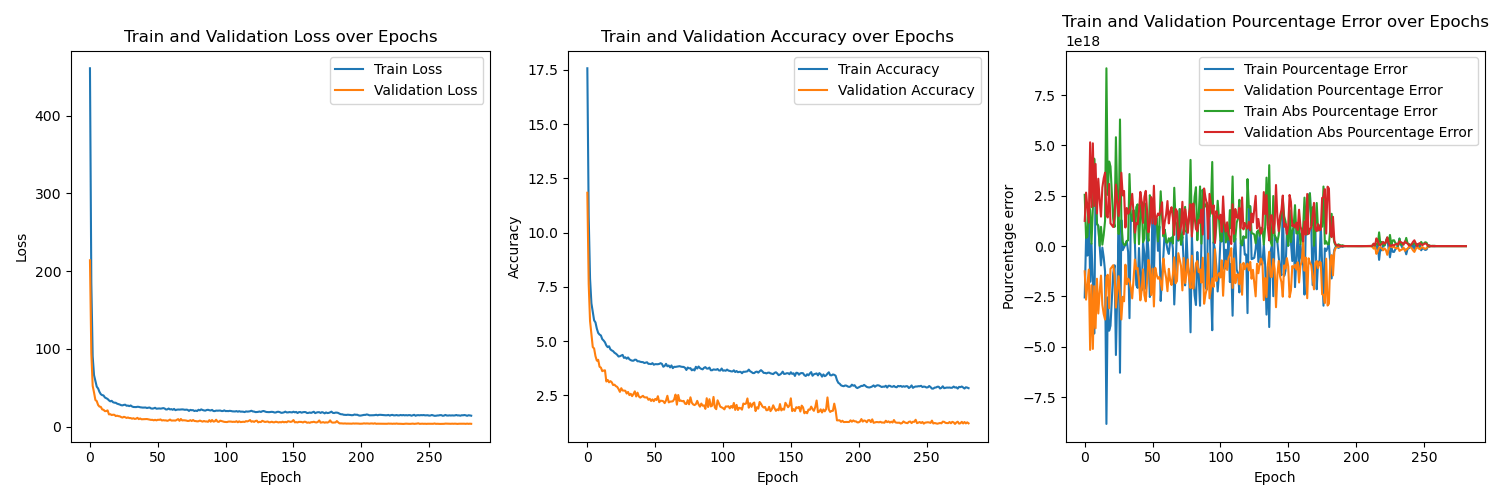 Train and Validation Loss over Epochs
Train Loss
Validation Loss
Loss
400
300
200
100
0
0 50 100 150 200 250
Epoch
Train and Validation Accuracy over Epochs
Train Accuracy
Validation Accuracy
Accuracy
17.5
15.0
12.5
10.0
7.5
5.0
2.5
0 50 100 150 200 250
Epoch
Train and Validation Pourcentage Error over Epochs
1e18
Train Pourcentage Error
Validation Pourcentage Error
Train Abs Pourcentage Error
Validation Abs Pourcentage Error
Pourcentage error
7.5
5.0
2.5
0.0
−2.5
−5.0
−7.5
0 50 100 150 200 250
Epoch